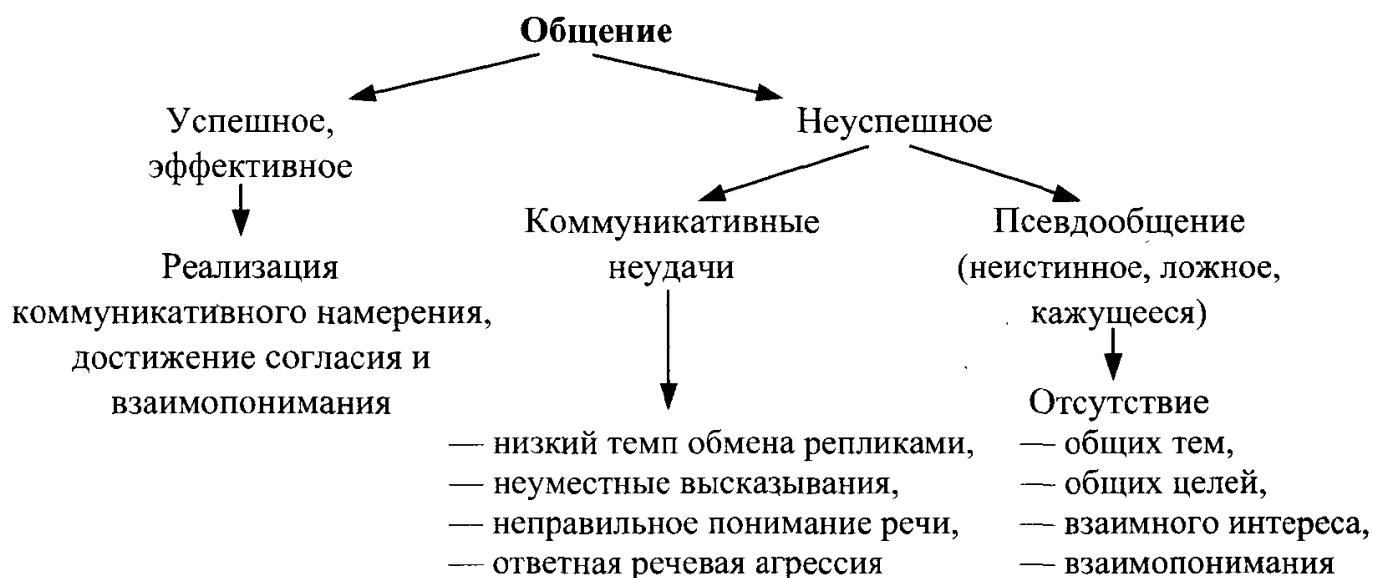 Общение
Успешное,
эффективное
Неуспешное
Реализация
коммуникативного намерения,
достижение согласия и
взаимопонимания
Коммуникативные
неудачи
Псевдообщение
(неистинное, ложное,
кажущееся)
— низкий темп обмена репликами,
— неуместные высказывания,
— неправильное понимание речи,
— ответная речевая агрессия
Отсутствие
— общих тем,
— общих целей,
— взаимного интереса,
— взаимопонимания